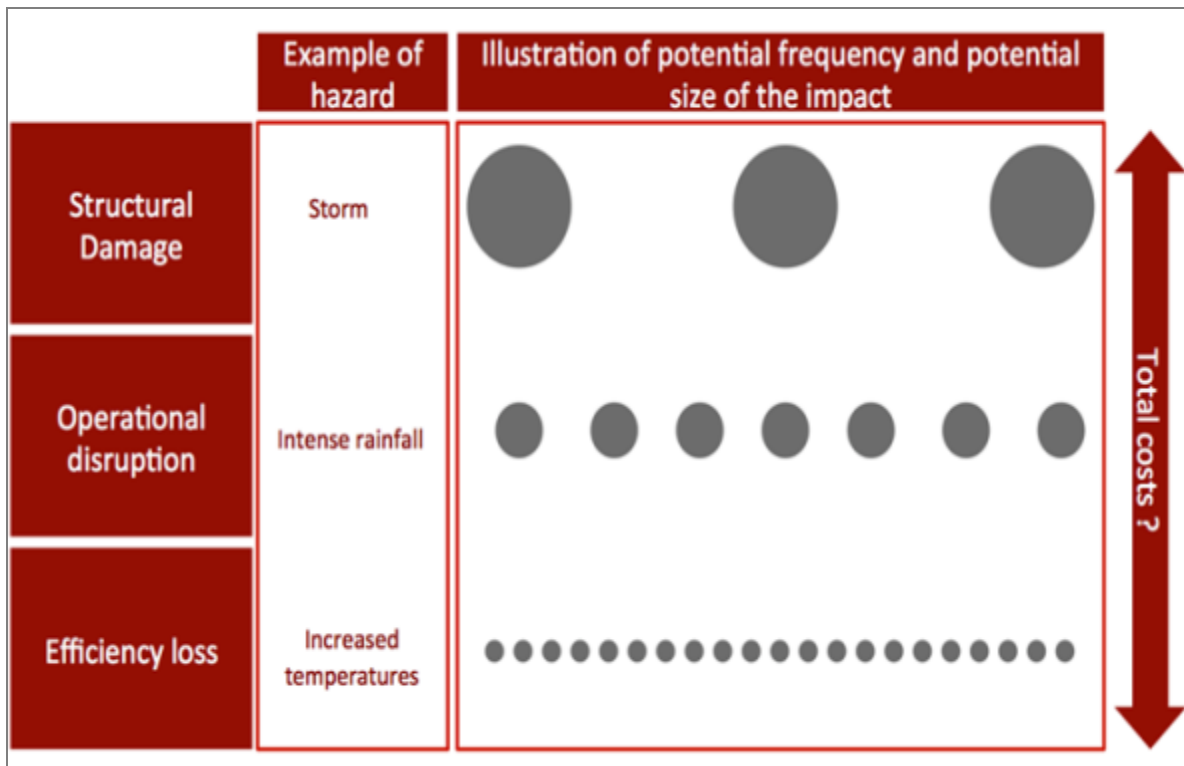 Example of
hazard
Illustration of potential frequency and potential
size of the impact
Structural
Damage
Storm
Operational
disruption
Intense rainfall
Efficiency loss
Increased
temperatures
Total costs ?